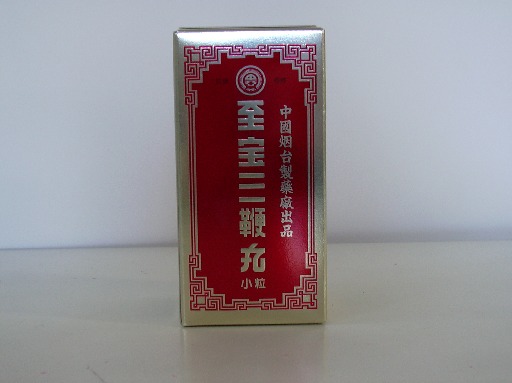 中國烟台製藥廠出品
至宝三鞭丸
小粒